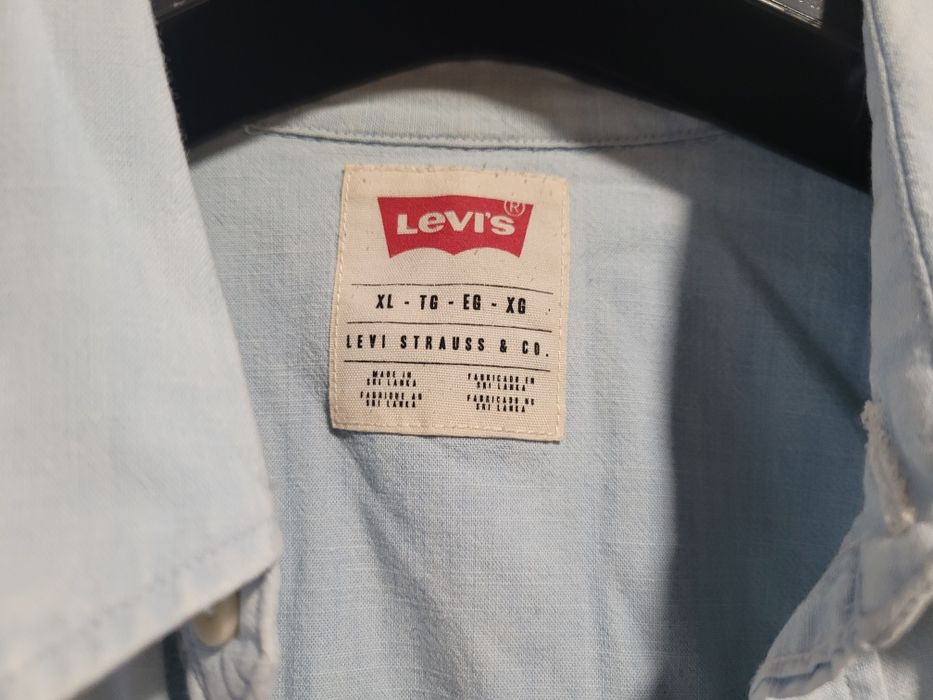 LEVI'S®
XL - TG - EG - XG
LEVI STRAUSS & CO.
MADE IN
SRI LANKA
FABRIQUE AU
SRI LANKA
FABRICADO EN
SRI LANKA
FABRICADO NO
SRI LANKA